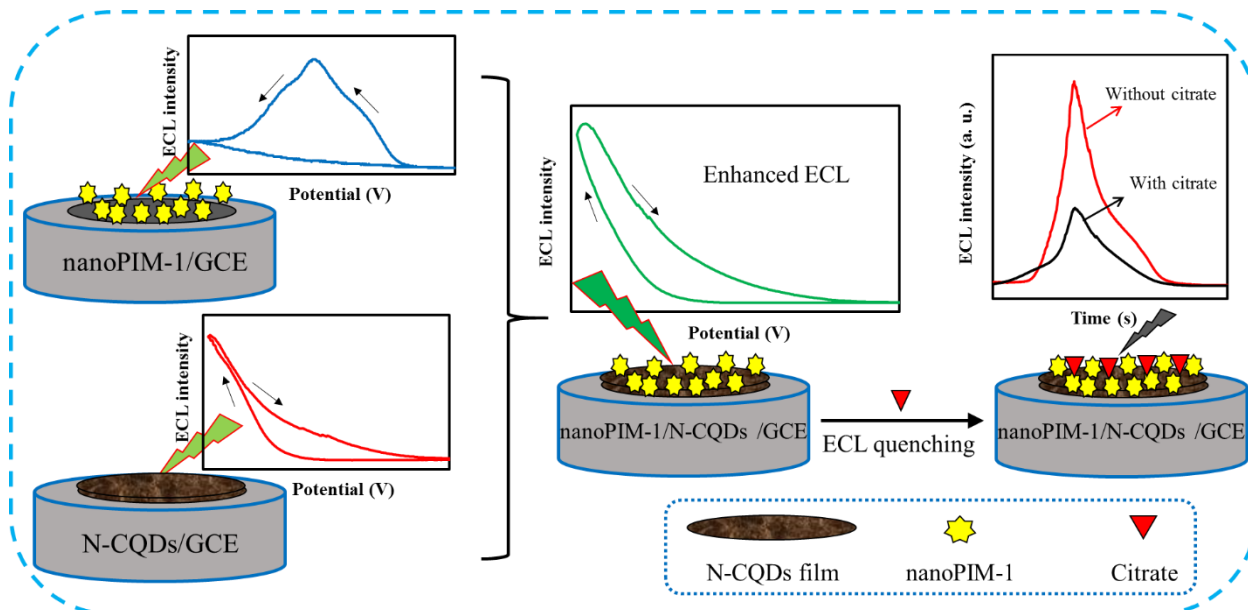 ECL intensity
Potential (V)
nanoPIM-1/GCE
ECL intensity
Potential (V)
N-CQDs/GCE
ECL intensity
Enhanced ECL
Potential (V)
nanoPIM-1/N-CQDs /GCE
ECL quenching
ECL intensity (a. u.)
Without citrate
With citrate
Time (s)
nanoPIM-1/N-CQDs /GCE
N-CQDs film
nanoPIM-1
Citrate